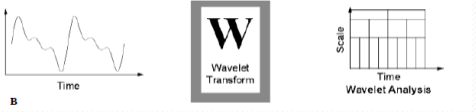 Time
B
W
Wavelet
Transform
Scale
Time
Wavelet Analysis